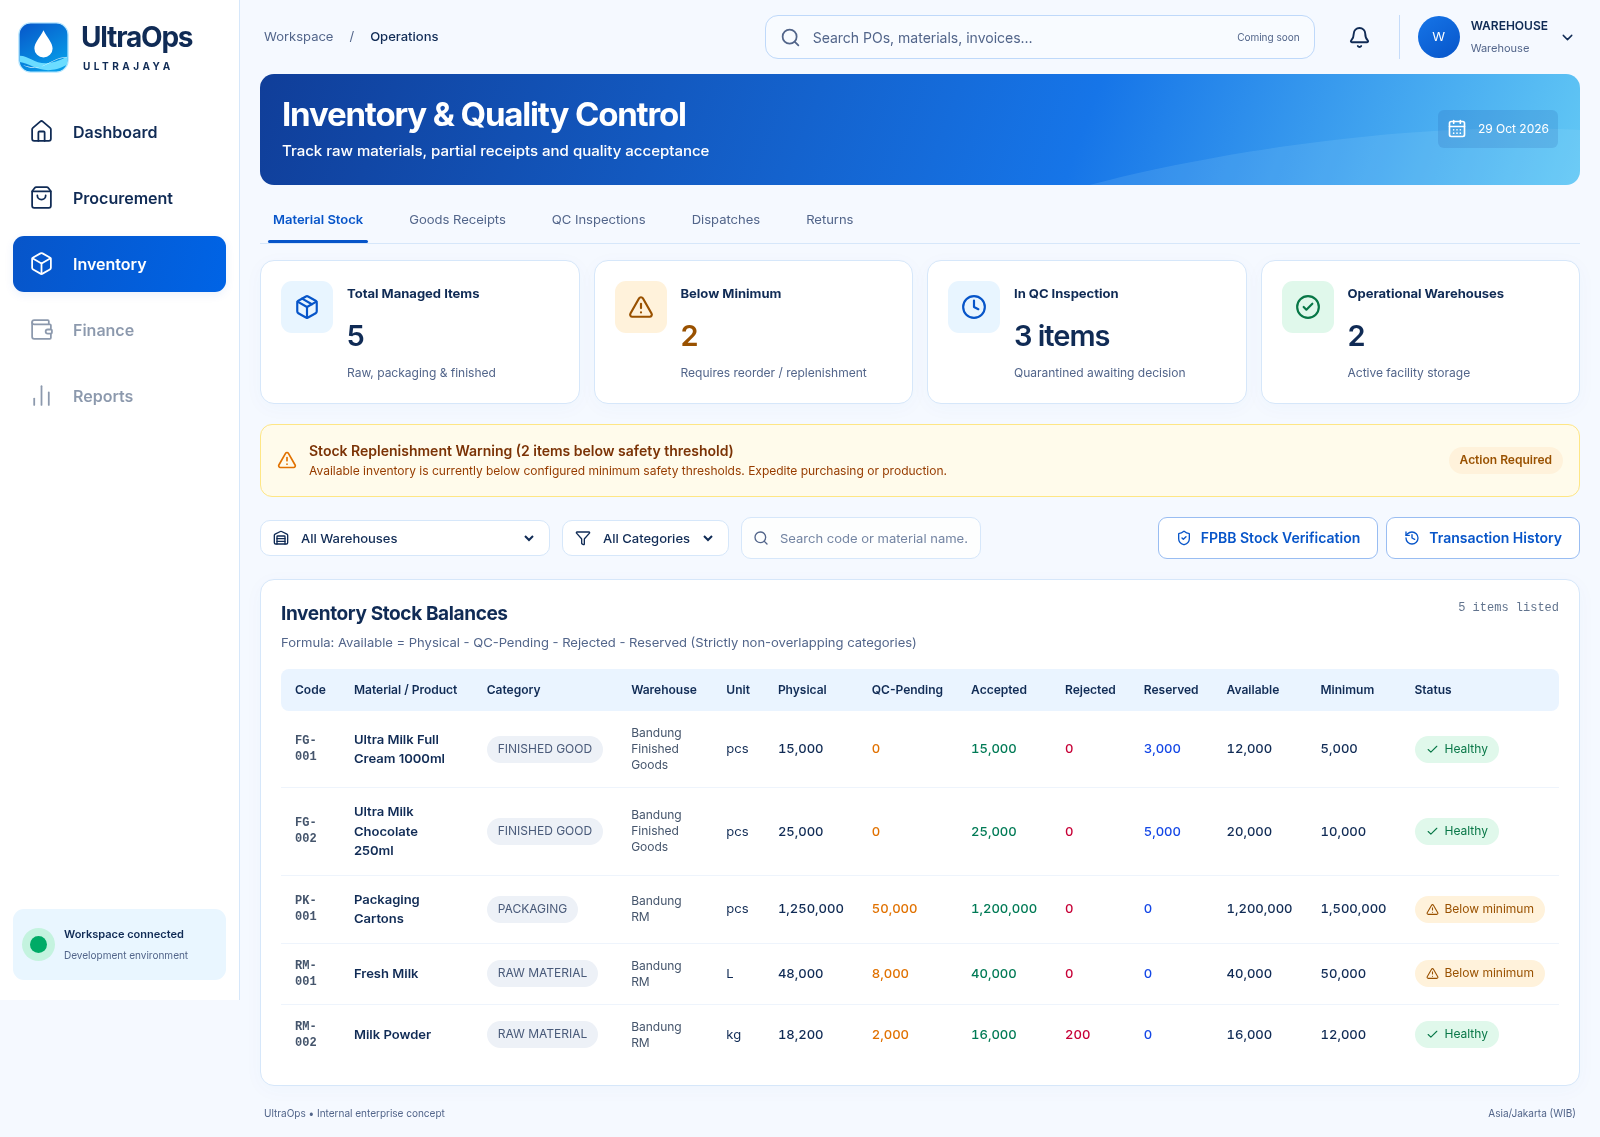 UltraOps
ULTRAJAYA
Dashboard
Procurement
Inventory
Finance
Reports
Workspace connected
Development environment
Workspace / Operations
Search POs, materials, invoices... Coming soon
W
WAREHOUSE
Warehouse
Inventory & Quality Control
Track raw materials, partial receipts and quality acceptance
29 Oct 2026
Material Stock Goods Receipts QC Inspections Dispatches Returns
Total Managed Items
5
Raw, packaging & finished
Below Minimum
2
Requires reorder / replenishment
In QC Inspection
3 items
Quarantined awaiting decision
Operational Warehouses
2
Active facility storage
Stock Replenishment Warning (2 items below safety threshold)
Available inventory is currently below configured minimum safety thresholds. Expedite purchasing or production.
Action Required
All Warehouses All Categories Search code or material name. FPBB Stock Verification Transaction History
Inventory Stock Balances
5 items listed
Formula: Available = Physical - QC-Pending - Rejected - Reserved (Strictly non-overlapping categories)
Code Material / Product Category Warehouse Unit Physical QC-Pending Accepted Rejected Reserved Available Minimum Status
FG-001 Ultra Milk Full Cream 1000ml FINISHED GOOD Bandung Finished Goods pcs 15,000 0 15,000 0 3,000 12,000 5,000 Healthy
FG-002 Ultra Milk Chocolate 250ml FINISHED GOOD Bandung Finished Goods pcs 25,000 0 25,000 0 5,000 20,000 10,000 Healthy
PK-001 Packaging Cartons PACKAGING Bandung RM pcs 1,250,000 50,000 1,200,000 0 0 1,200,000 1,500,000 Below minimum
RM-001 Fresh Milk RAW MATERIAL Bandung RM L 48,000 8,000 40,000 0 0 40,000 50,000 Below minimum
RM-002 Milk Powder RAW MATERIAL Bandung RM kg 18,200 2,000 16,000 200 0 16,000 12,000 Healthy
UltraOps • Internal enterprise concept
Asia/Jakarta (WIB)